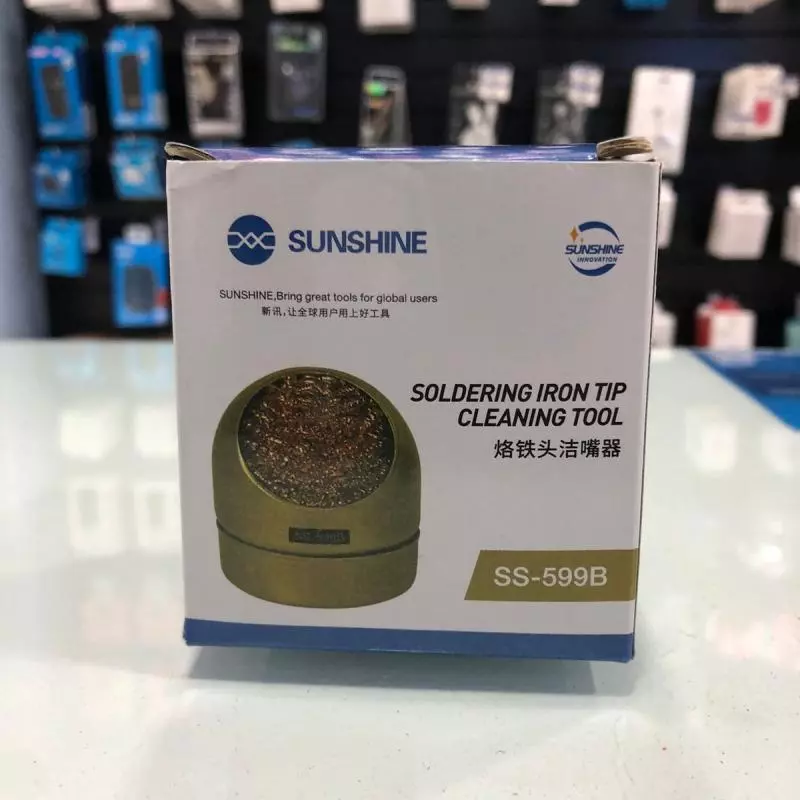 SUNSHINE
SUNSHINE
INNOVATION
SUNSHINE,Bring great tools for global users
新讯,让全球用户用上好工具
SOLDERING IRON TIP
CLEANING TOOL
烙铁头洁嘴器
SS-599B